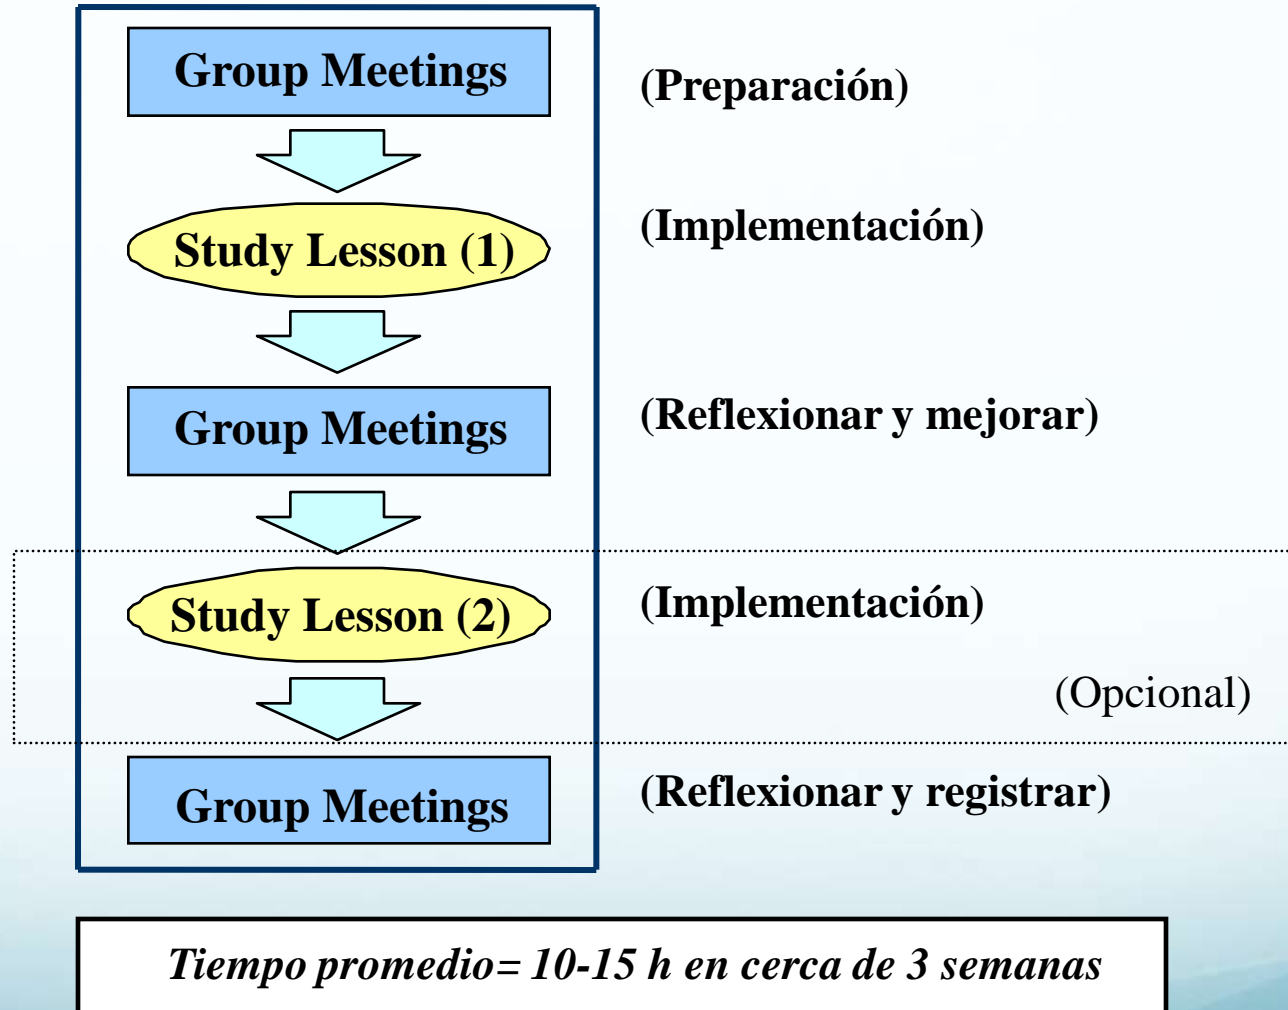 Group Meetings
(Preparación)
Study Lesson (1)
(Implementación)
Group Meetings
(Reflexionar y mejorar)
Study Lesson (2)
(Implementación)
(Opcional)
Group Meetings
(Reflexionar y registrar)
Tiempo promedio= 10-15 h en cerca de 3 semanas